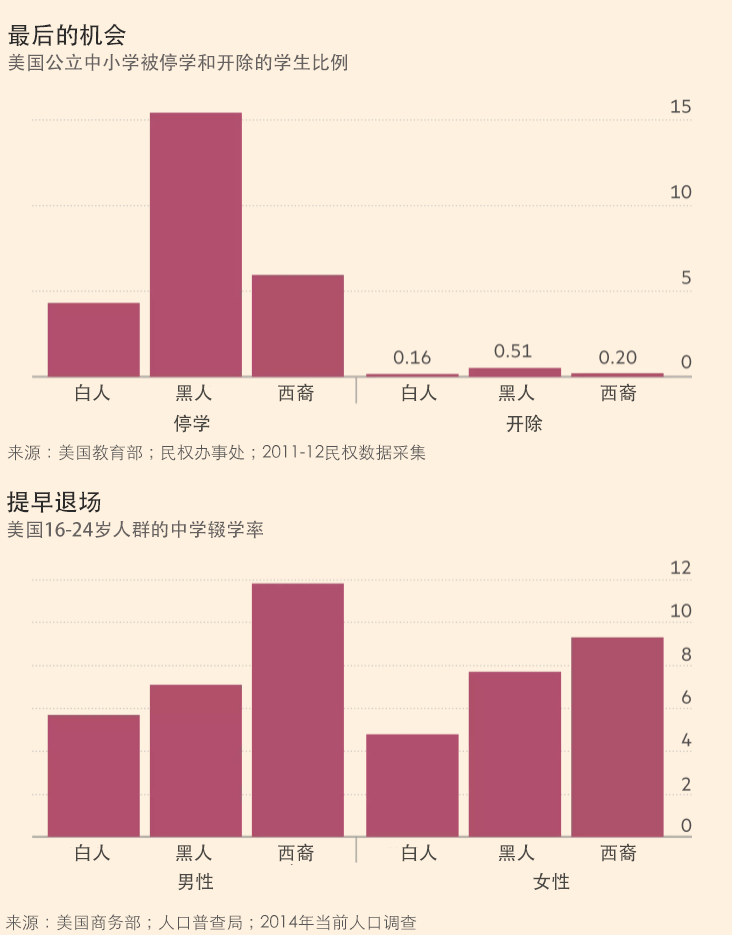 最后的机会
美国公立中小学被停学和开除的学生比例
15
10
5
0.16 0.51 0.20 0
白人 黑人 西裔 白人 黑人 西裔
停学 开除
来源：美国教育部；民权办事处；2011-12民权数据采集
提早退场
美国16-24岁人群的中学辍学率
12
10
8
6
4
2
0
白人 黑人 西裔 白人 黑人 西裔
男性 女性
来源：美国商务部；人口普查局；2014年当前人口调查